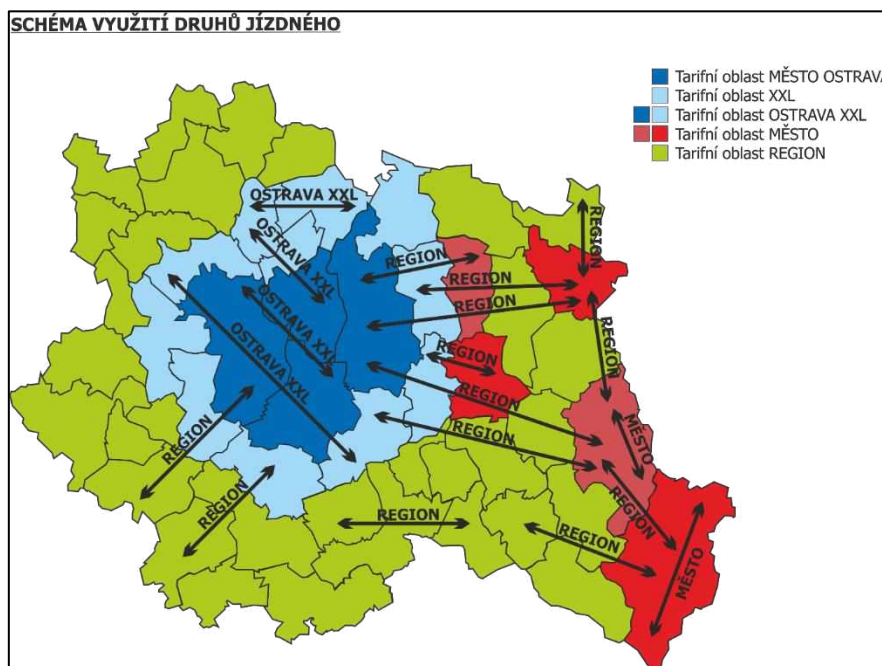 SCHÉMA VYUŽITÍ DRUHŮ JÍZDNÉHO
Tarifní oblast MĚSTO OSTRAVA
Tarifní oblast XXL
Tarifní oblast OSTRAVA XXL
Tarifní oblast MĚSTO
Tarifní oblast REGION
OSTRAVA XXL
OSTRAVA XXL
OSTRAVA XXL
OSTRAVA XXL
REGION
REGION
REGION
REGION
REGION
REGION
REGION
REGION
MĚSTO
REGION
REGION
REGION
REGION
REGION
MĚSTO